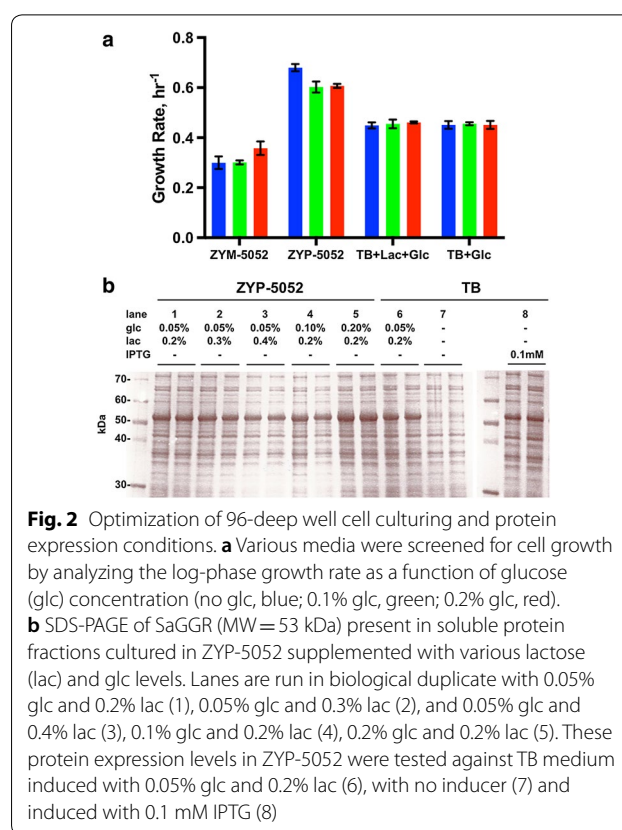 a
0.8
0.6
0.4
0.2
0.0
Growth Rate, hr-1
ZYM-5052 ZYP-5052 TB+Lac+Glc TB+Glc
b
ZYP-5052 TB
lane 1 2 3 4 5 6 7 8
glc 0.05% 0.05% 0.05% 0.10% 0.20% 0.05% - -
lac 0.2% 0.3% 0.4% 0.2% 0.2% 0.2% - -
IPTG - - - - - - - 0.1mM
70-
60-
50-
40-
30-
kDa
Fig. 2 Optimization of 96-deep well cell culturing and protein
expression conditions. a Various media were screened for cell growth
by analyzing the log-phase growth rate as a function of glucose
(glc) concentration (no glc, blue; 0.1% glc, green; 0.2% glc, red).
b SDS-PAGE of SaGGR (MW = 53 kDa) present in soluble protein
fractions cultured in ZYP-5052 supplemented with various lactose
(lac) and glc levels. Lanes are run in biological duplicate with 0.05%
glc and 0.2% lac (1), 0.05% glc and 0.3% lac (2), and 0.05% glc and
0.4% lac (3), 0.1% glc and 0.2% lac (4), 0.2% glc and 0.2% lac (5). These
protein expression levels in ZYP-5052 were tested against TB medium
induced with 0.05% glc and 0.2% lac (6), with no inducer (7) and
induced with 0.1 mM IPTG (8)